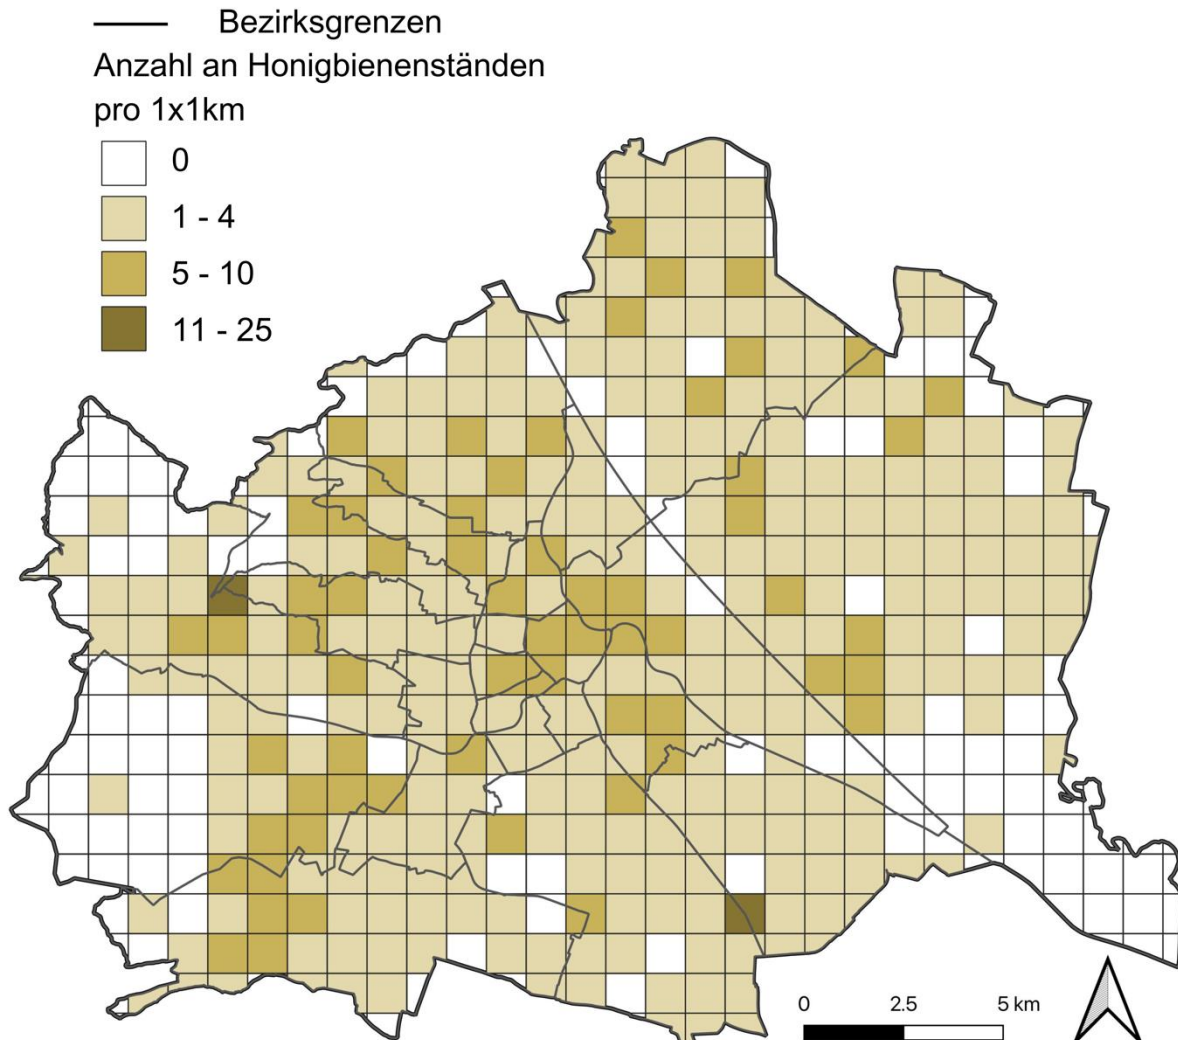 Bezirksgrenzen
Anzahl an Honigbienenständen
pro 1x1km
0
1 - 4
5 - 10
11 - 25
0 2.5 5 km